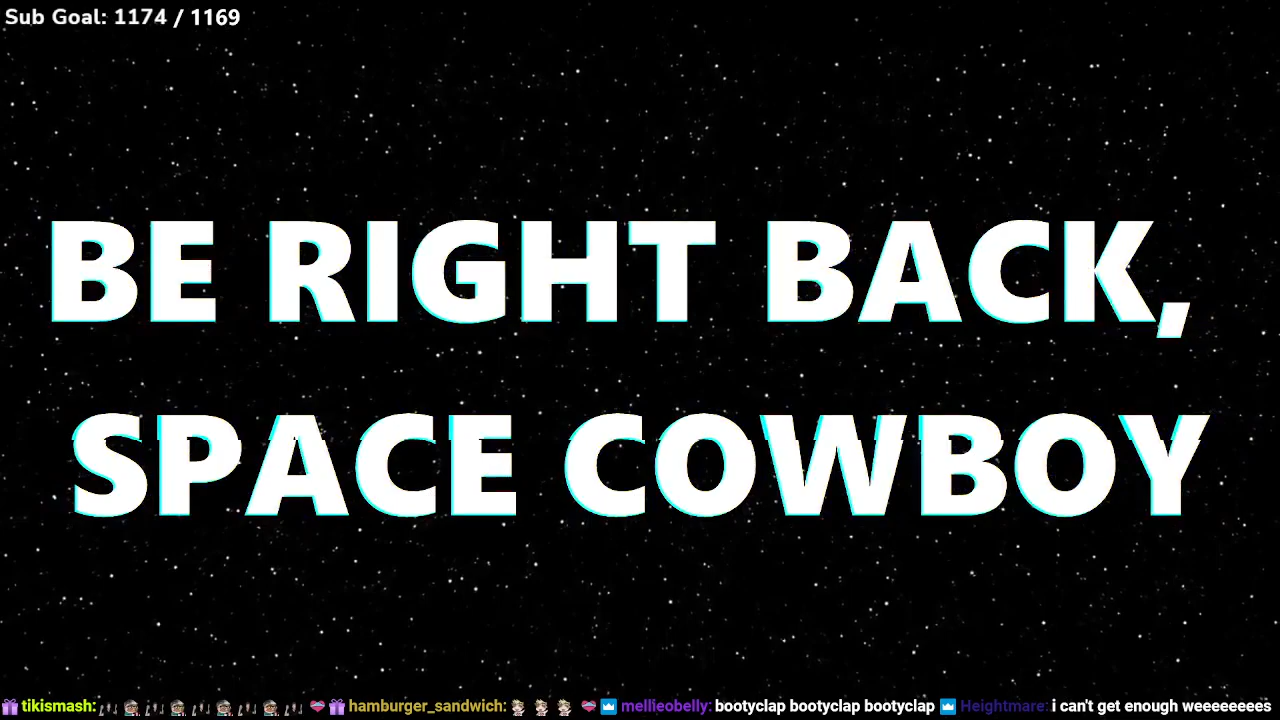 Sub Goal: 1174 / 1169
BE RIGHT BACK,
SPACE COWBOY
tikismash: hamburger_sandwich: mellieobelly: bootyclap bootyclap bootyclap Heightmare: i can't get enough weeeeeeees